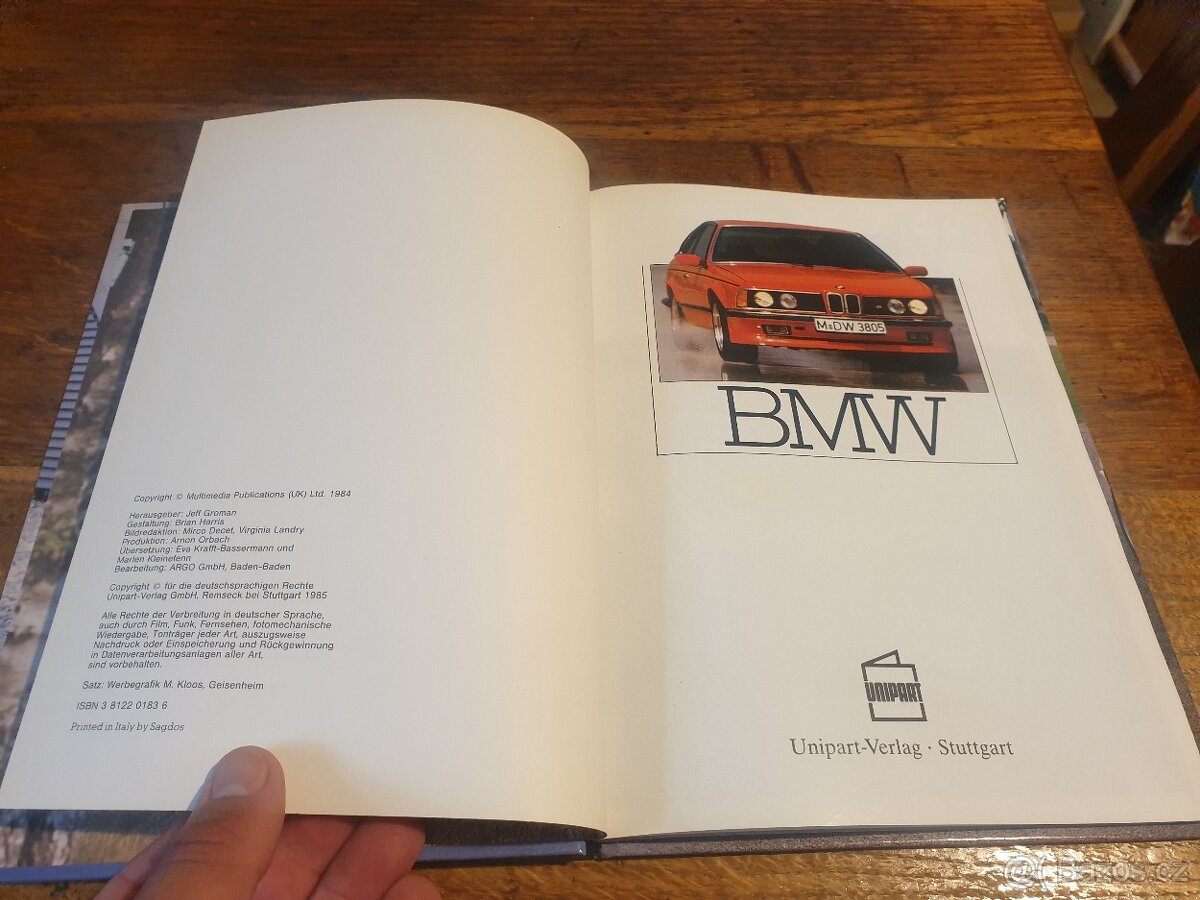 Copyright © Multimedia Publications (UK) Ltd. 1984
Herausgeber: Jeff Groman
Gestaltung: Brian Harris
Bildredaktion: Mirco Decet, Virginia Landry
Produktion: Arnon Orbach
Übersetzung: Eva Krafft-Bassermann und
Marlen Kleinefenn
Bearbeitung: ARGO GmbH, Baden-Baden
Copyright © für die deutschsprachigen Rechte
Unipart-Verlag GmbH, Remseck bei Stuttgart 1985
Alle Rechte der Verbreitung in deutscher Sprache,
auch durch Film, Funk, Fernsehen, fotomechanische
Wiedergabe, Tonträger jeder Art, auszugsweise
Nachdruck oder Einspeicherung und Rückgewinnung
in Datenverarbeitungsanlagen aller Art,
sind vorbehalten.
Satz: Werbegrafik M. Kloos, Geisenheim
ISBN 3 8122 0183 6
Printed in Italy by Sagdos
M DW 3805
BMW
UNIPART
Unipart-Verlag · Stuttgart
Bazos.cz